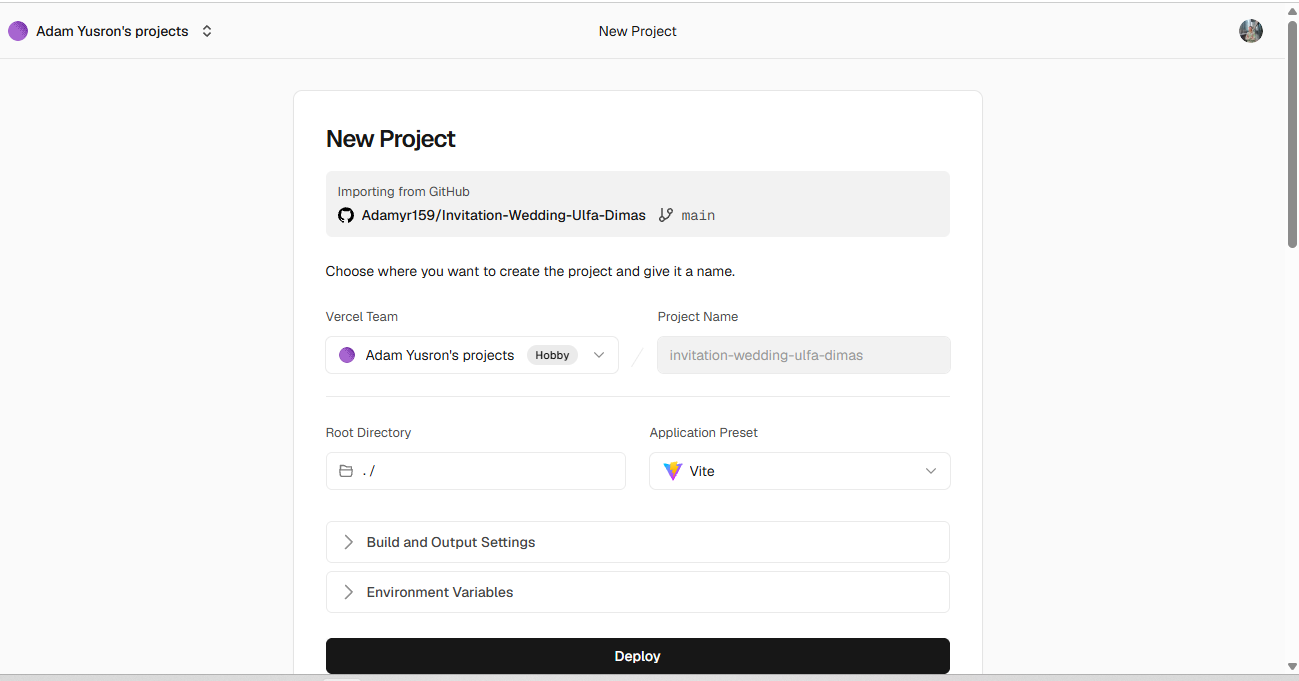 Adam Yusron's projects
New Project
New Project
Importing from GitHub
Adamyr159/Invitation-Wedding-Ulfa-Dimas main
Choose where you want to create the project and give it a name.
Vercel Team
Project Name
Adam Yusron's projects Hobby
invitation-wedding-ulfa-dimas
Root Directory
Application Preset
./
Vite
Build and Output Settings
Environment Variables
Deploy